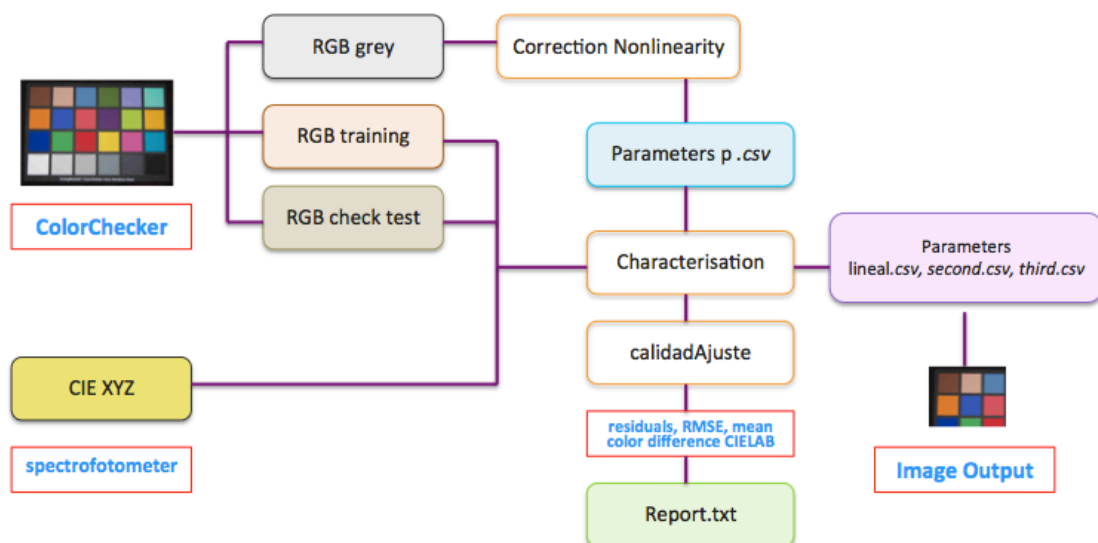 RGB grey
Correction Nonlinearity
RGB training
Parameters p .csv
ColorChecker
RGB check test
Characterisation
Parameters
lineal.csv, second.csv, third.csv
CIE XYZ
calidadAjuste
residuals, RMSE, mean
color difference CIELAB
spectrofotometer
Image Output
Report.txt